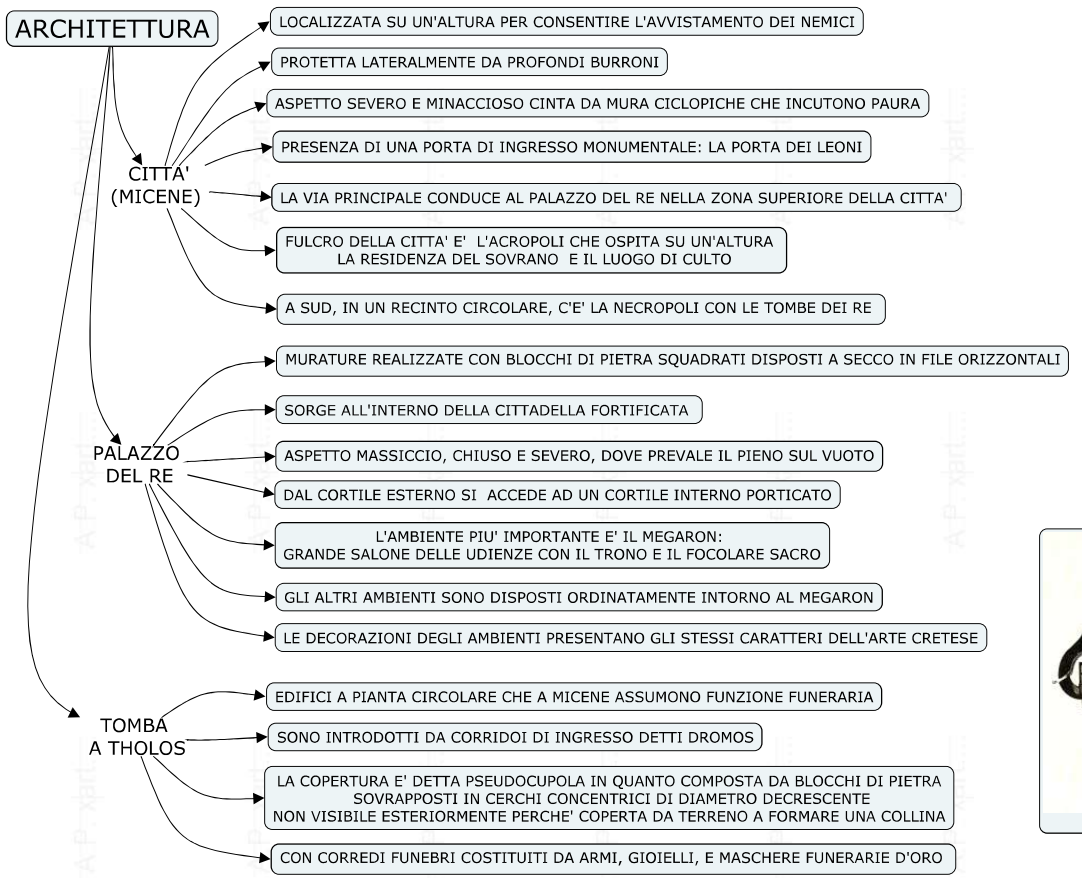 ARCHITETTURA
CITTA'
(MICENE)
LOCALIZZATA SU UN'ALTURA PER CONSENTIRE L'AVVISTAMENTO DEI NEMICI
PROTETTA LATERALMENTE DA PROFONDI BURRONI
ASPETTO SEVERO E MINACCIOSO CINTA DA MURA CICLOPICHE CHE INCUTONO PAURA
PRESENZA DI UNA PORTA DI INGRESSO MONUMENTALE: LA PORTA DEI LEONI
LA VIA PRINCIPALE CONDUCE AL PALAZZO DEL RE NELLA ZONA SUPERIORE DELLA CITTA'
FULCRO DELLA CITTA' E' L'ACROPOLI CHE OSPITA SU UN'ALTURA
LA RESIDENZA DEL SOVRANO E IL LUOGO DI CULTO
A SUD, IN UN RECINTO CIRCOLARE, C'E' LA NECROPOLI CON LE TOMBE DEI RE
PALAZZO
DEL RE
MURATURE REALIZZATE CON BLOCCHI DI PIETRA SQUADRATI DISPOSTI A SECCO IN FILE ORIZZONTALI
SORGE ALL'INTERNO DELLA CITTADELLA FORTIFICATA
ASPETTO MASSICCIO, CHIUSO E SEVERO, DOVE PREVALE IL PIENO SUL VUOTO
DAL CORTILE ESTERNO SI ACCEDE AD UN CORTILE INTERNO PORTICATO
L'AMBIENTE PIU' IMPORTANTE E' IL MEGARON:
GRANDE SALONE DELLE UDIENZE CON IL TRONO E IL FOCOLARE SACRO
GLI ALTRI AMBIENTI SONO DISPOSTI ORDINATAMENTE INTORNO AL MEGARON
LE DECORAZIONI DEGLI AMBIENTI PRESENTANO GLI STESSI CARATTERI DELL'ARTE CRETESE
TOMBA
A THOLOS
EDIFICI A PIANTA CIRCOLARE CHE A MICENE ASSUMONO FUNZIONE FUNERARIA
SONO INTRODOTTI DA CORRIDOI DI INGRESSO DETTI DROMOS
LA COPERTURA E' DETTA PSEUDOCUPOLA IN QUANTO COMPOSTA DA BLOCCHI DI PIETRA
SOVRAPPOSTI IN CERCHI CONCENTRICI DI DIAMETRO DECRESCENTE
NON VISIBILE ESTERIORMENTE PERCHE' COPERTA DA TERRENO A FORMARE UNA COLLINA
CON CORREDI FUNEBRI COSTITUITI DA ARMI, GIOIELLI, E MASCHERE FUNERARIE D'ORO